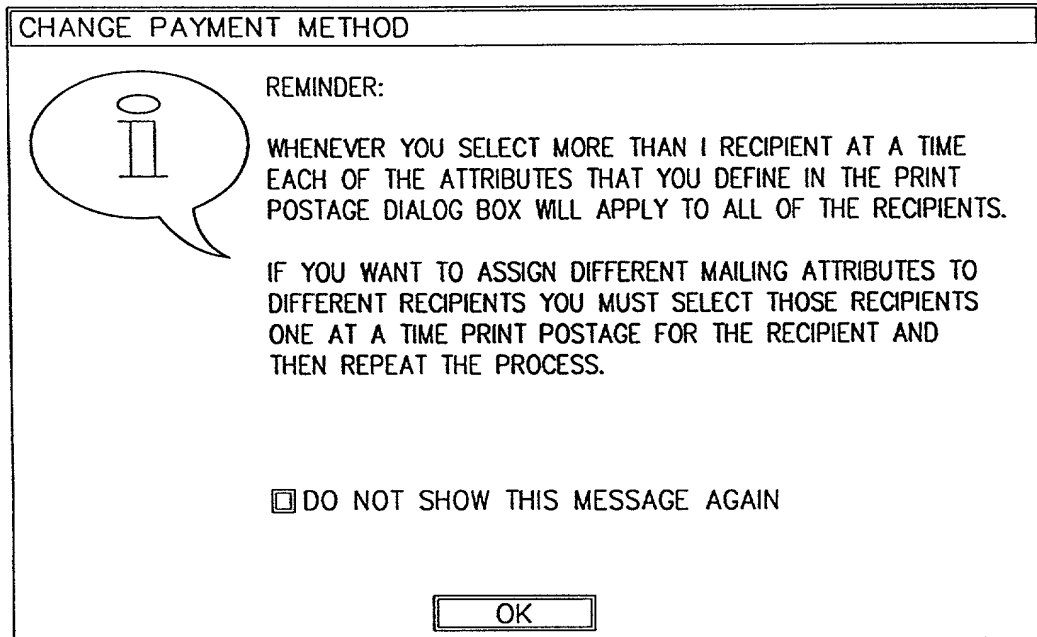 CHANGE PAYMENT METHOD
i
REMINDER:
WHENEVER YOU SELECT MORE THAN I RECIPIENT AT A TIME
EACH OF THE ATTRIBUTES THAT YOU DEFINE IN THE PRINT
POSTAGE DIALOG BOX WILL APPLY TO ALL OF THE RECIPIENTS.
IF YOU WANT TO ASSIGN DIFFERENT MAILING ATTRIBUTES TO
DIFFERENT RECIPIENTS YOU MUST SELECT THOSE RECIPIENTS
ONE AT A TIME PRINT POSTAGE FOR THE RECIPIENT AND
THEN REPEAT THE PROCESS.
DO NOT SHOW THIS MESSAGE AGAIN
OK